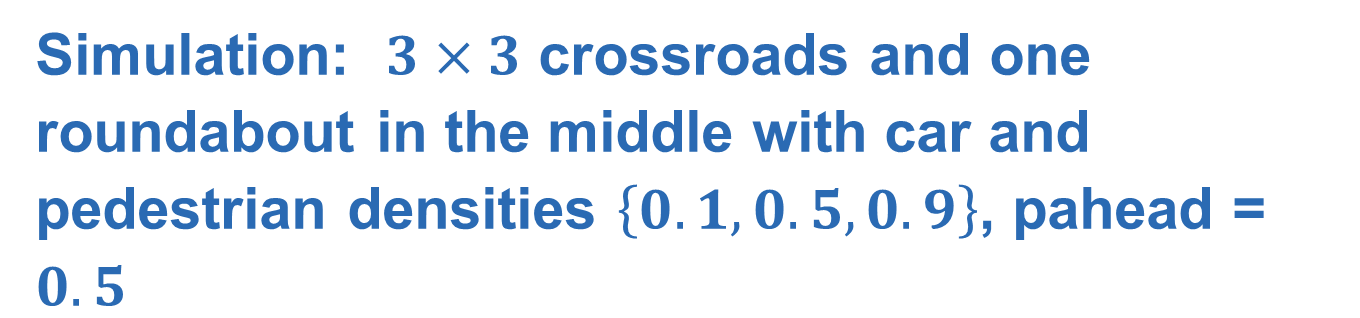 Simulation: 3 × 3 crossroads and one
roundabout in the middle with car and
pedestrian densities {0.1, 0.5, 0.9}, pahead =
0.5